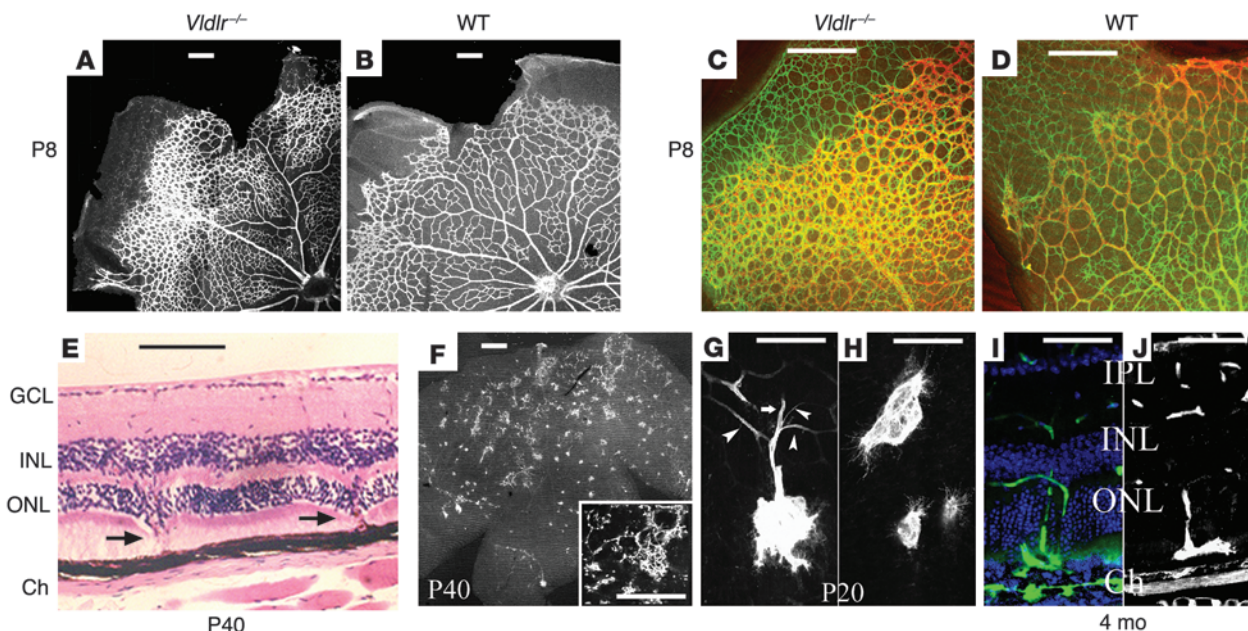 Vldlr⁻/⁻ WT Vldlr⁻/⁻ WT
A B C D
P8 P8
E F G H I J
GCL
INL
ONL
Ch
IPL
INL
ONL
Ch
P40 P20
P40 4 mo